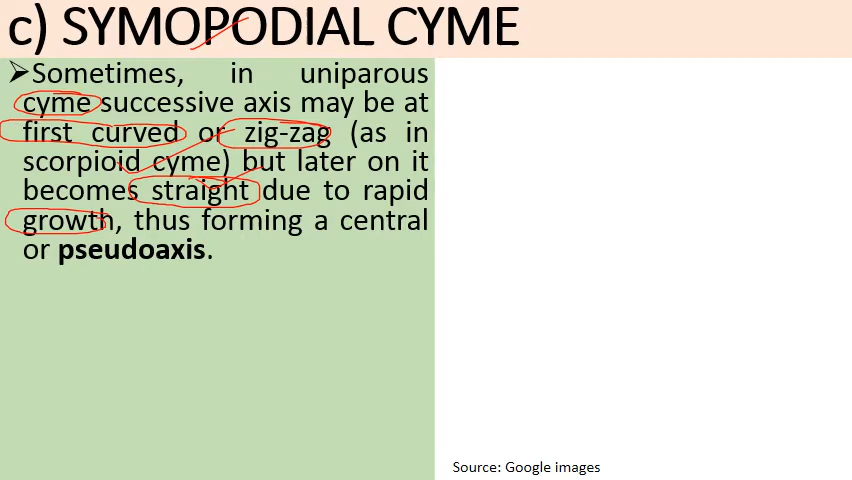 c) SYMOPODIAL CYME
➢Sometimes, in uniparous
cyme successive axis may be at
first curved or zig-zag (as in
scorpioid cyme) but later on it
becomes straight due to rapid
growth, thus forming a central
or pseudoaxis.
Source: Google images